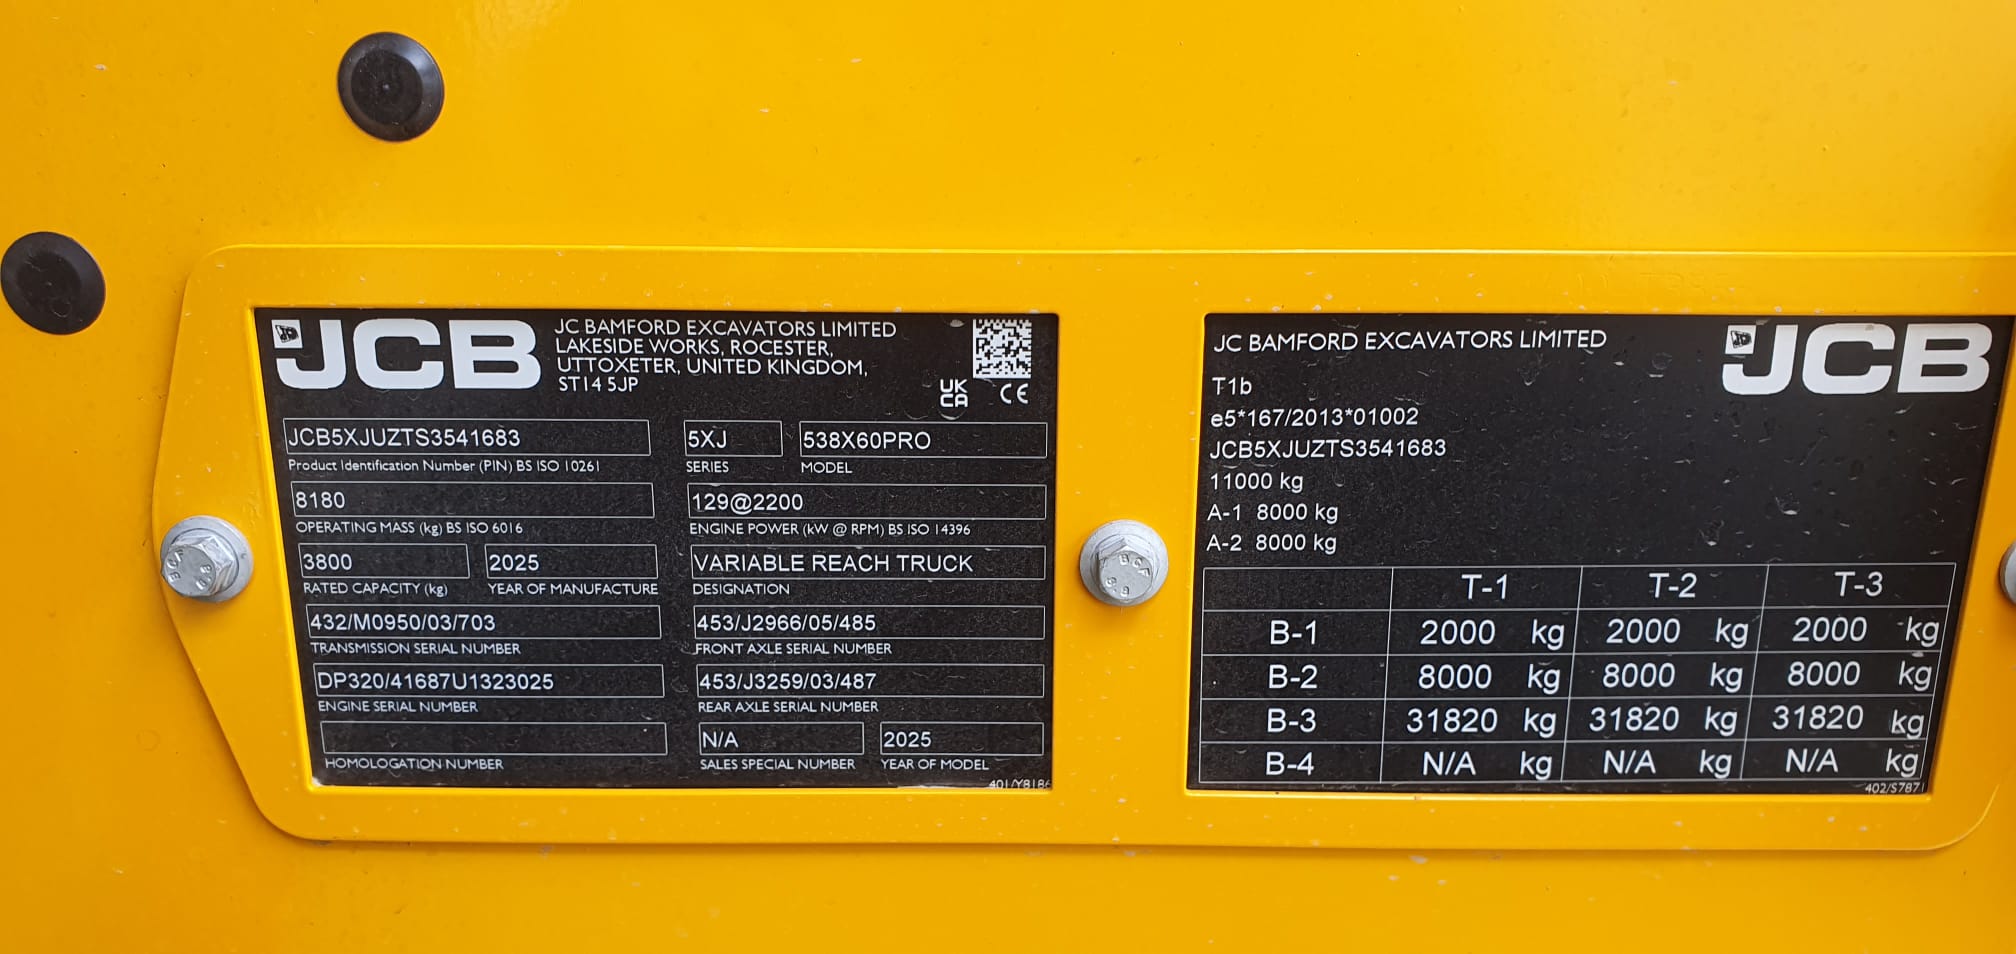 JCB
JC BAMFORD EXCAVATORS LIMITED
LAKESIDE WORKS, ROCESTER,
UTTOXETER, UNITED KINGDOM,
ST14 5JP
UK
CA
CE
JCB5XJUZTS3541683
Product Identification Number (PIN) BS ISO 10261
5XJ
SERIES
538X60PRO
MODEL
8180
OPERATING MASS (kg) BS ISO 6016
129@2200
ENGINE POWER (kW @ RPM) BS ISO 14396
3800
RATED CAPACITY (kg)
2025
YEAR OF MANUFACTURE
VARIABLE REACH TRUCK
DESIGNATION
432/M0950/03/703
TRANSMISSION SERIAL NUMBER
453/J2966/05/485
FRONT AXLE SERIAL NUMBER
DP320/41687U1323025
ENGINE SERIAL NUMBER
453/J3259/03/487
REAR AXLE SERIAL NUMBER
HOMOLOGATION NUMBER
N/A
SALES SPECIAL NUMBER
2025
YEAR OF MODEL
401/Y8186
JC BAMFORD EXCAVATORS LIMITED
JCB
T1b
e5*167/2013*01002
JCB5XJUZTS3541683
11000 kg
A-1 8000 kg
A-2 8000 kg
T-1 T-2 T-3
B-1 2000 kg 2000 kg 2000 kg
B-2 8000 kg 8000 kg 8000 kg
B-3 31820 kg 31820 kg 31820 kg
B-4 N/A kg N/A kg N/A kg
402/S7871